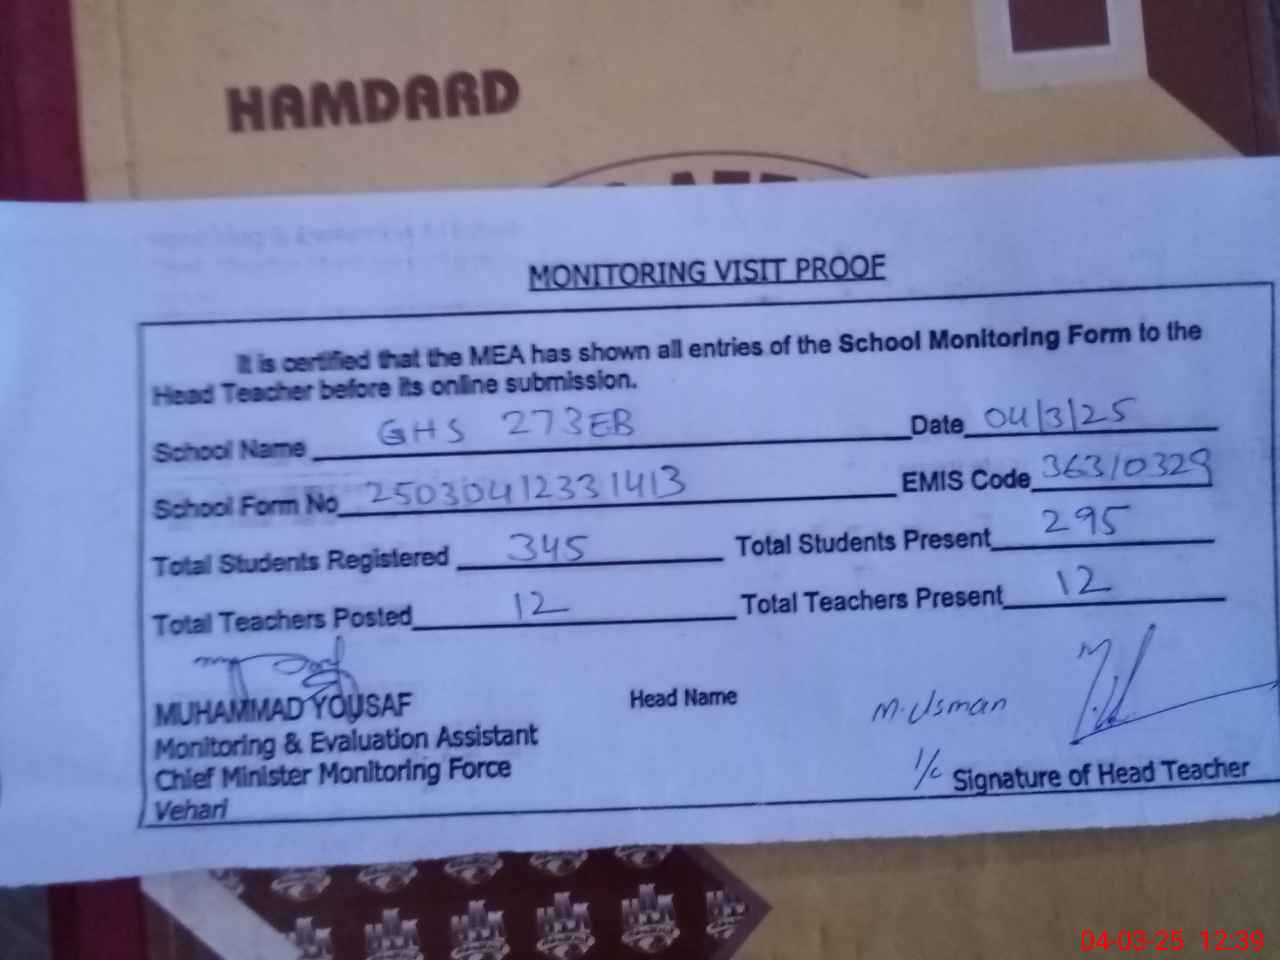 HAMDARD
MONITORING VISIT PROOF
It is certified that the MEA has shown all entries of the School Monitoring Form to the
Head Teacher before its online submission.
School Name GHS 273EB Date 04/3/25
School Form No 25030412331413 EMIS Code 36310329
Total Students Registered 345 Total Students Present 295
Total Teachers Posted 12 Total Teachers Present 12
MUHAMMAD YOUSAF Head Name M.Usman
Monitoring & Evaluation Assistant
Chief Minister Monitoring Force I/C Signature of Head Teacher
Vehari
04-03-25 12:39